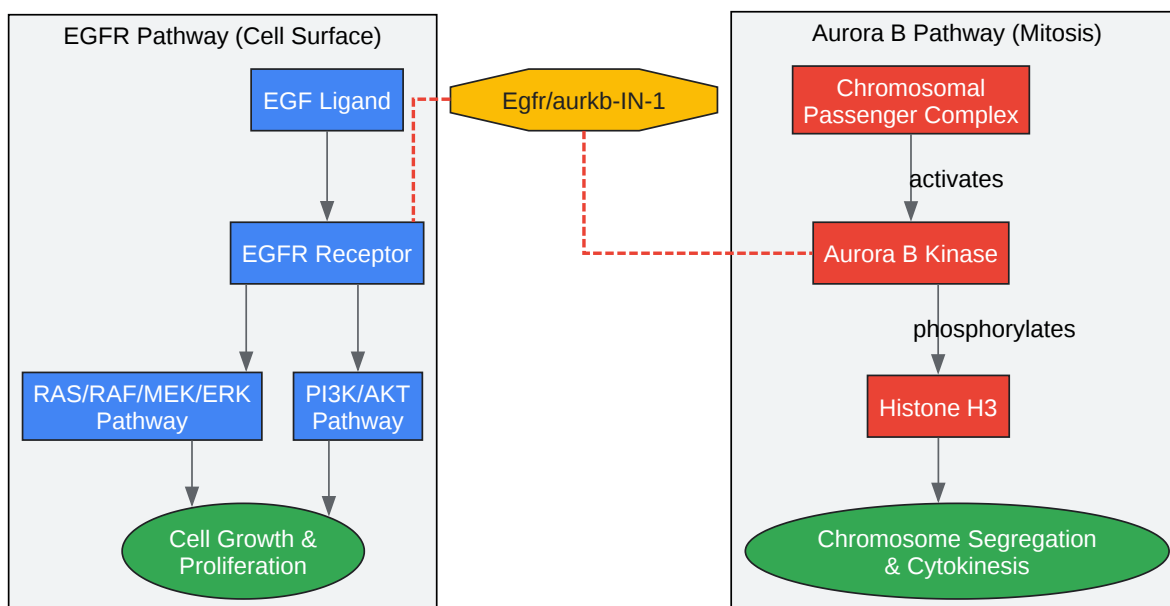 EGFR Pathway (Cell Surface)
EGF Ligand
EGFR Receptor
RAS/RAF/MEK/ERK
Pathway
PI3K/AKT
Pathway
Cell Growth &
Proliferation
Egfr/aurkb-IN-1
Aurora B Pathway (Mitosis)
Chromosomal
Passenger Complex
activates
Aurora B Kinase
phosphorylates
Histone H3
Chromosome Segregation
& Cytokinesis